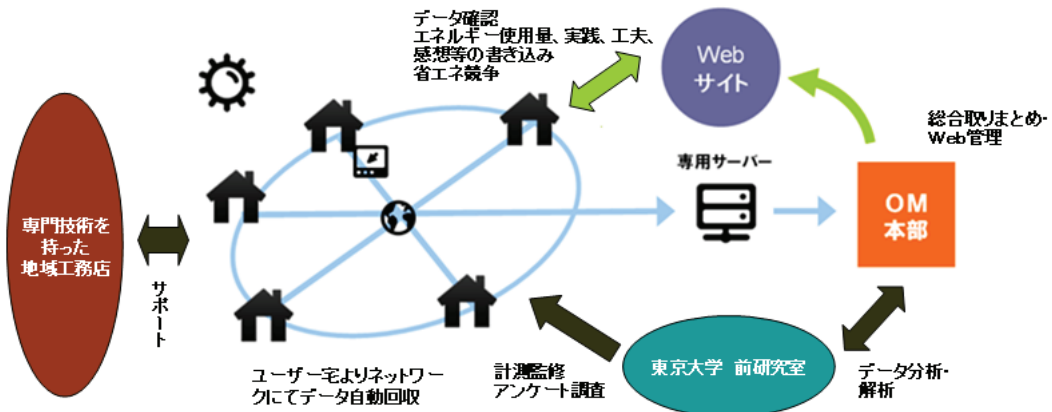 データ確認
エネルギー使用量、実践、工夫、
感想等の書き込み
省エネ競争
Web
サイト
総合取りまとめ・
Web管理
専用サーバー
OM
本部
専門技術を
持った
地域工務店
サポート
ユーザー宅よりネットワー
クにてデータ自動回収
計測監修
アンケート調査
東京大学 前研究室
データ分析・
解析